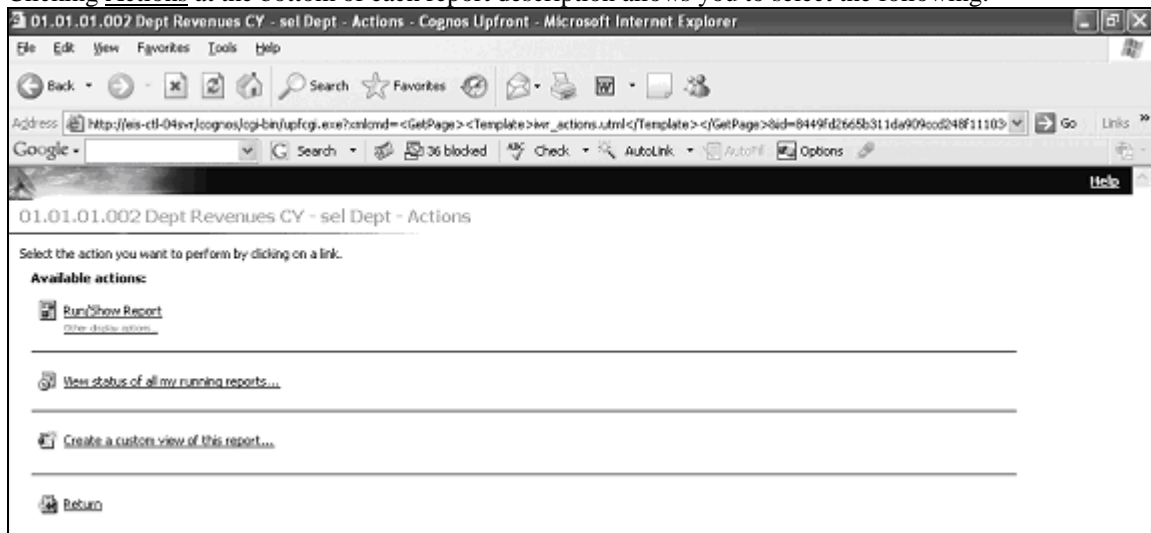 Clicking Actions at the bottom of each report description allows you to select the following:
01.01.01.002 Dept Revenues CY - sel Dept - Actions - Cognos Upfront - Microsoft Internet Explorer
File Edit View Favorites Tools Help
Back Search Favorites
Address http://eis-ctl-04svr/cognos/cgi-bin/upfcgi.exe?xmlcmd=<GetPage><Template>iwr_actions.utml</Template></GetPage>&id=8449fd2665b311da909ccd248f11103 Go Links »
Google Search 36 blocked Check AutoLink AutoFill Options
Help
01.01.01.002 Dept Revenues CY - sel Dept - Actions
Select the action you want to perform by clicking on a link.
Available actions:
Run/Show Report
Other display options...
View status of all my running reports...
Create a custom view of this report...
Return